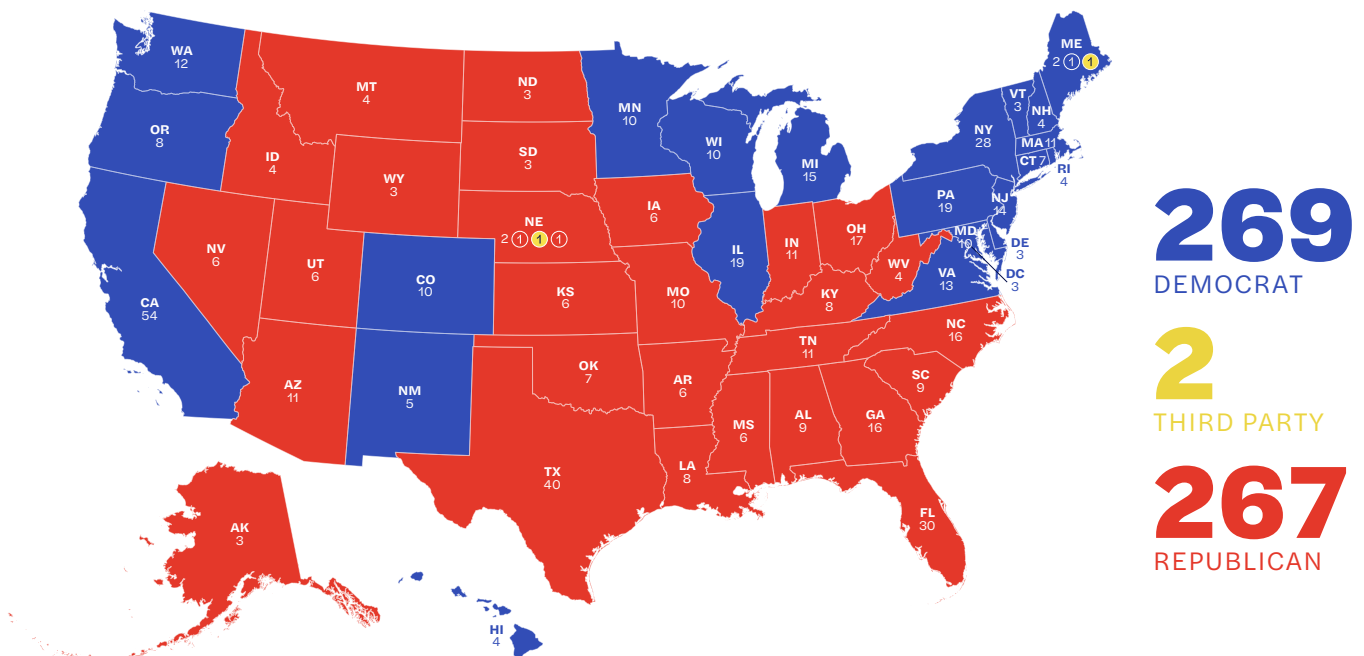 WA
12
OR
8
CA
54
NV
6
ID
4
MT
4
WY
3
UT
6
AZ
11
CO
10
NM
5
ND
3
SD
3
NE
2 1 1 1
KS
6
OK
7
TX
40
MN
10
IA
6
MO
10
AR
6
LA
8
WI
10
IL
19
MI
15
IN
11
OH
17
KY
8
TN
11
MS
6
AL
9
GA
16
FL
30
SC
9
NC
16
WV
4
VA
13
PA
19
NY
28
VT
3
NH
4
ME
2 1 1
MA 11
CT 7
RI
4
NJ
14
MD
10
DE
3
DC
3
AK
3
HI
4
269
DEMOCRAT
2
THIRD PARTY
267
REPUBLICAN